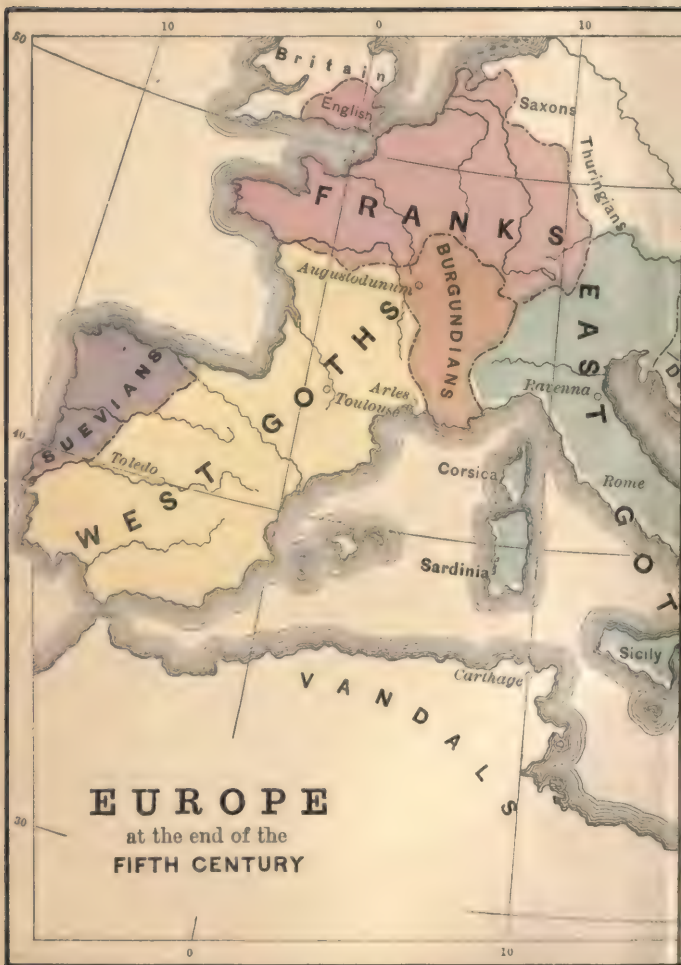 10
0
10
50
Britain
English
Saxons
Thuringians
FRANKS
Augustodunum
BURGUNDIANS
EAST GOT
SUEVIANS
WEST GOTHS
Arles
Toulouse
Ravenna
D
40
Toledo
Corsica
Rome
Sardinia
Sicily
Carthage
VANDALS
EUROPE
at the end of the
FIFTH CENTURY
30
0
10